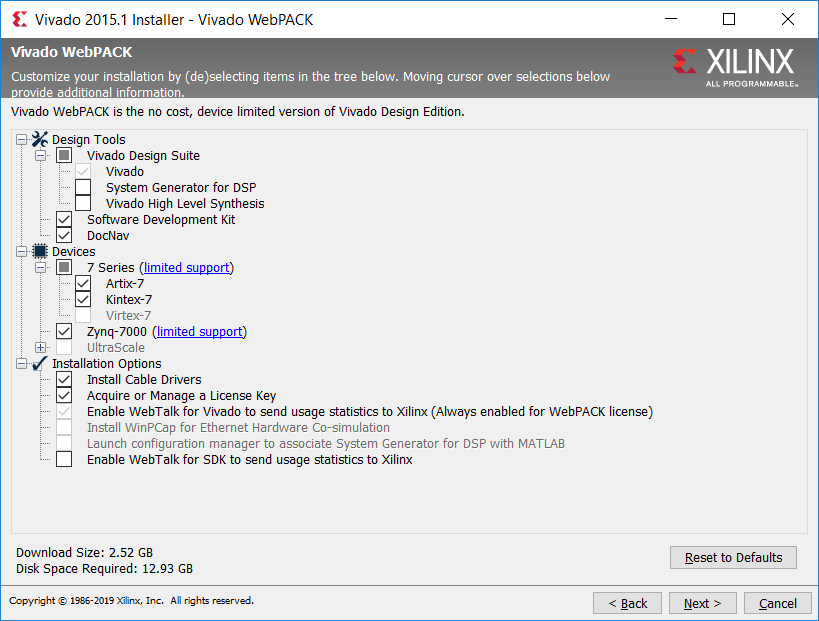 Vivado 2015.1 Installer - Vivado WebPACK
Vivado WebPACK
Customize your installation by (de)selecting items in the tree below. Moving cursor over selections below
provide additional information.
XILINX
ALL PROGRAMMABLE™
Vivado WebPACK is the no cost, device limited version of Vivado Design Edition.
Design Tools
Vivado Design Suite
Vivado
System Generator for DSP
Vivado High Level Synthesis
Software Development Kit
DocNav
Devices
7 Series (limited support)
Artix-7
Kintex-7
Virtex-7
Zynq-7000 (limited support)
UltraScale
Installation Options
Install Cable Drivers
Acquire or Manage a License Key
Enable WebTalk for Vivado to send usage statistics to Xilinx (Always enabled for WebPACK license)
Install WinPCap for Ethernet Hardware Co-simulation
Launch configuration manager to associate System Generator for DSP with MATLAB
Enable WebTalk for SDK to send usage statistics to Xilinx
Download Size: 2.52 GB
Disk Space Required: 12.93 GB
Reset to Defaults
Copyright © 1986-2019 Xilinx, Inc. All rights reserved.
< Back
Next >
Cancel